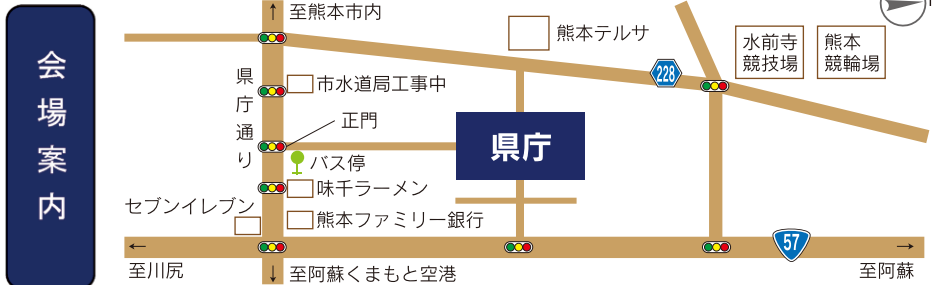 会場案内
至熊本市内
熊本テルサ
水前寺
競技場
熊本
競輪場
228
県庁通り
市水道局工事中
正門
県庁
バス停
味千ラーメン
セブンイレブン
熊本ファミリー銀行
57
至川尻
至阿蘇くまもと空港
至阿蘇